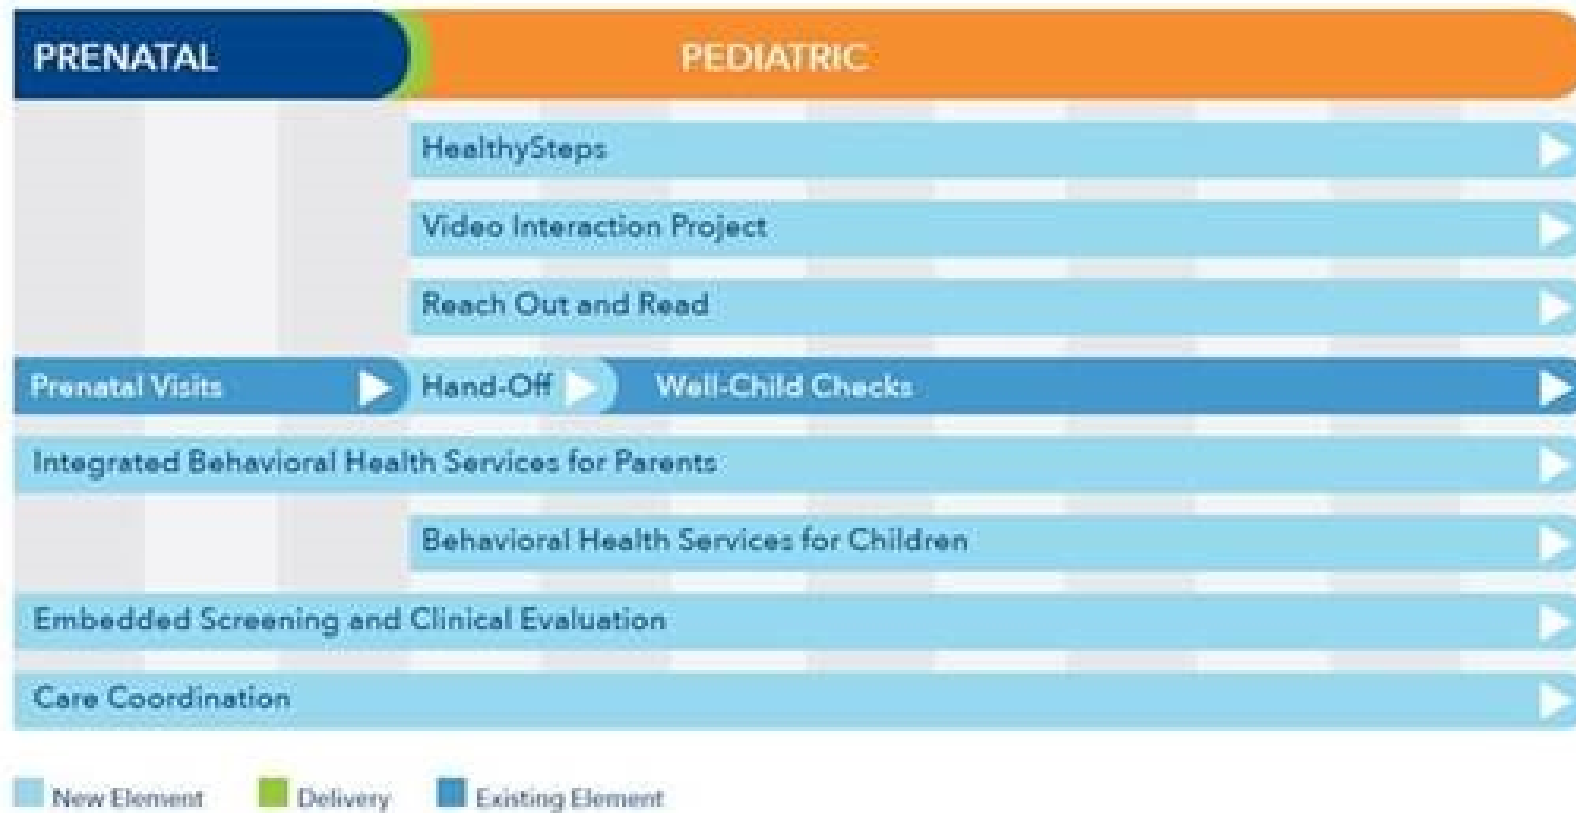 PRENATAL PEDIATRIC
HealthySteps
Video Interaction Project
Reach Out and Read
Prenatal Visits Hand-Off Well-Child Checks
Integrated Behavioral Health Services for Parents
Behavioral Health Services for Children
Embedded Screening and Clinical Evaluation
Care Coordination
New Element Delivery Existing Element